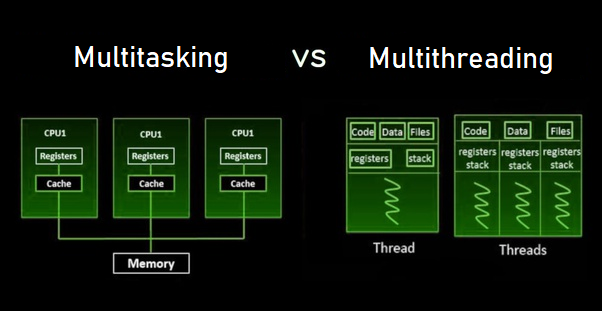 Multitasking vs Multithreading
CPU1 CPU1 CPU1
Registers Registers Registers
Cache Cache Cache
Memory
Code Data Files
registers stack
Thread
Code Data Files
registers registers registers
stack stack stack
Threads